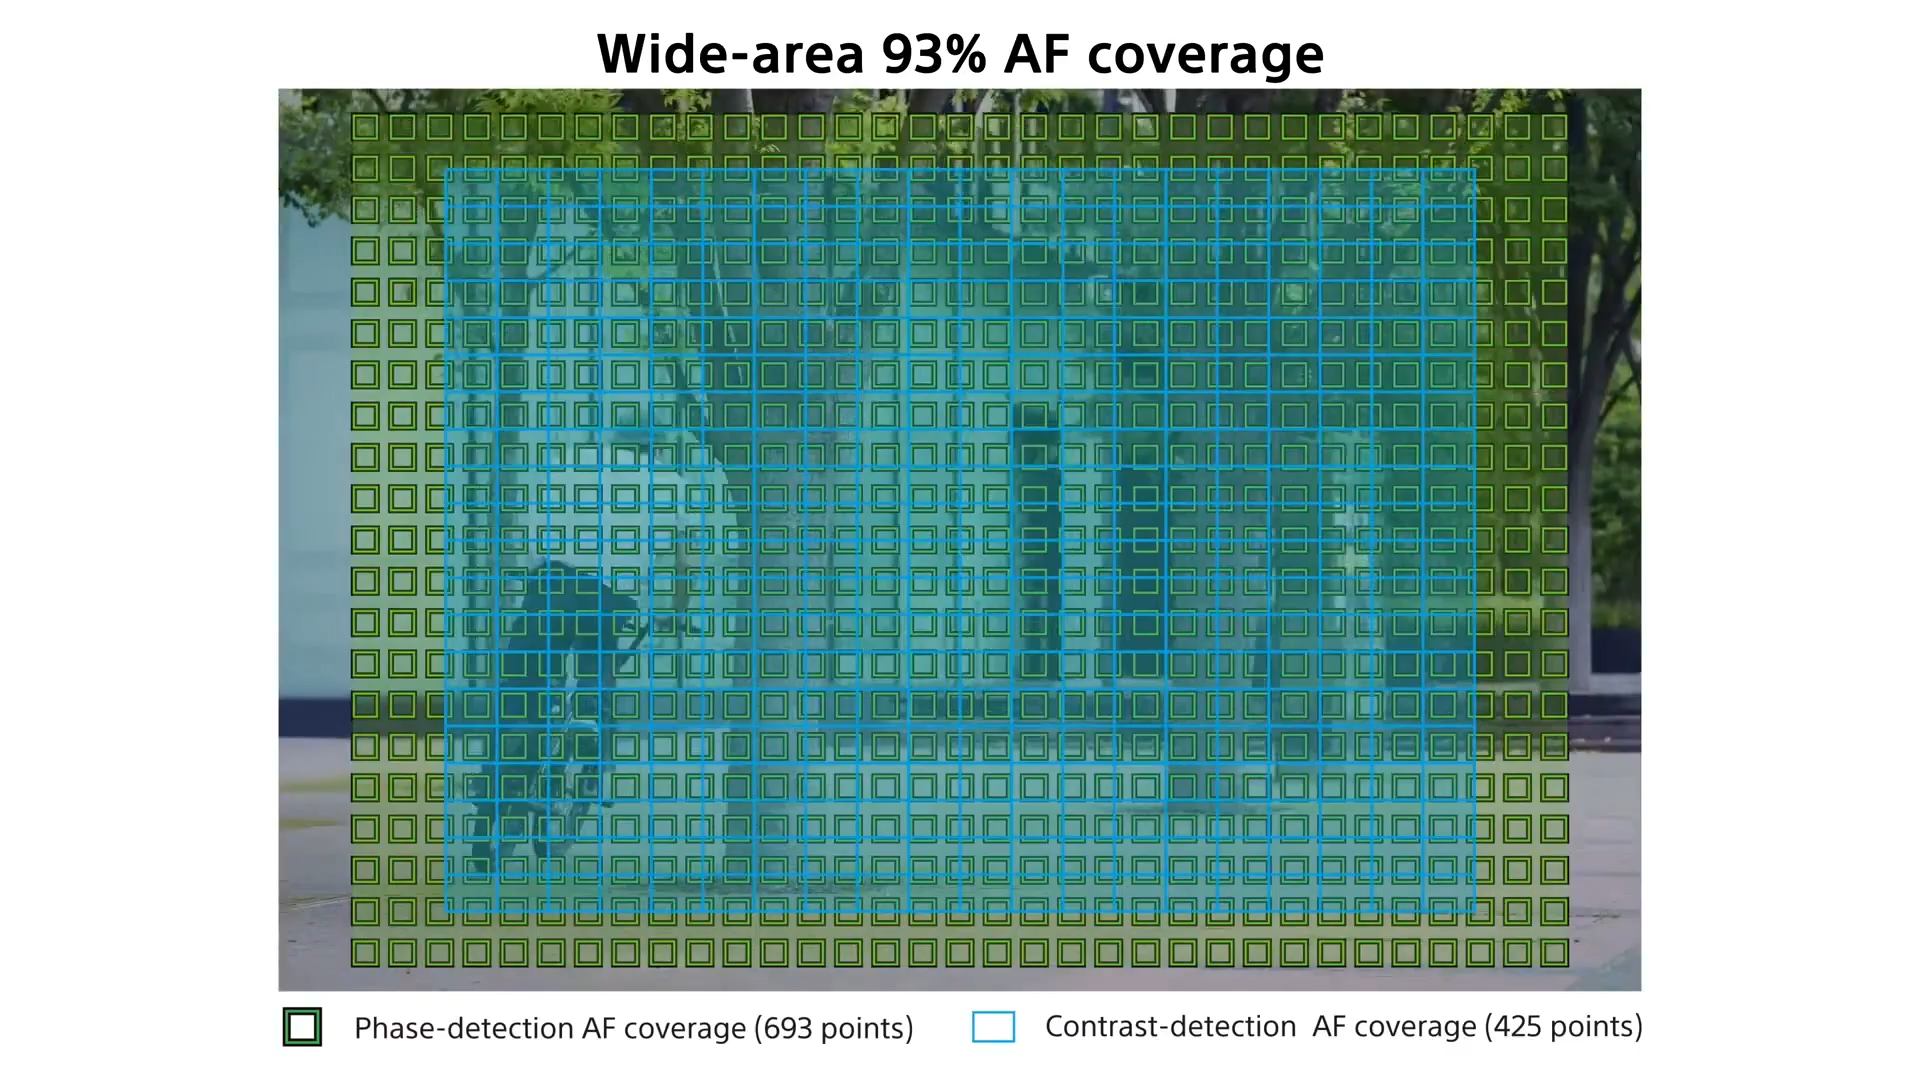 Wide-area 93% AF coverage
Phase-detection AF coverage (693 points)
Contrast-detection AF coverage (425 points)